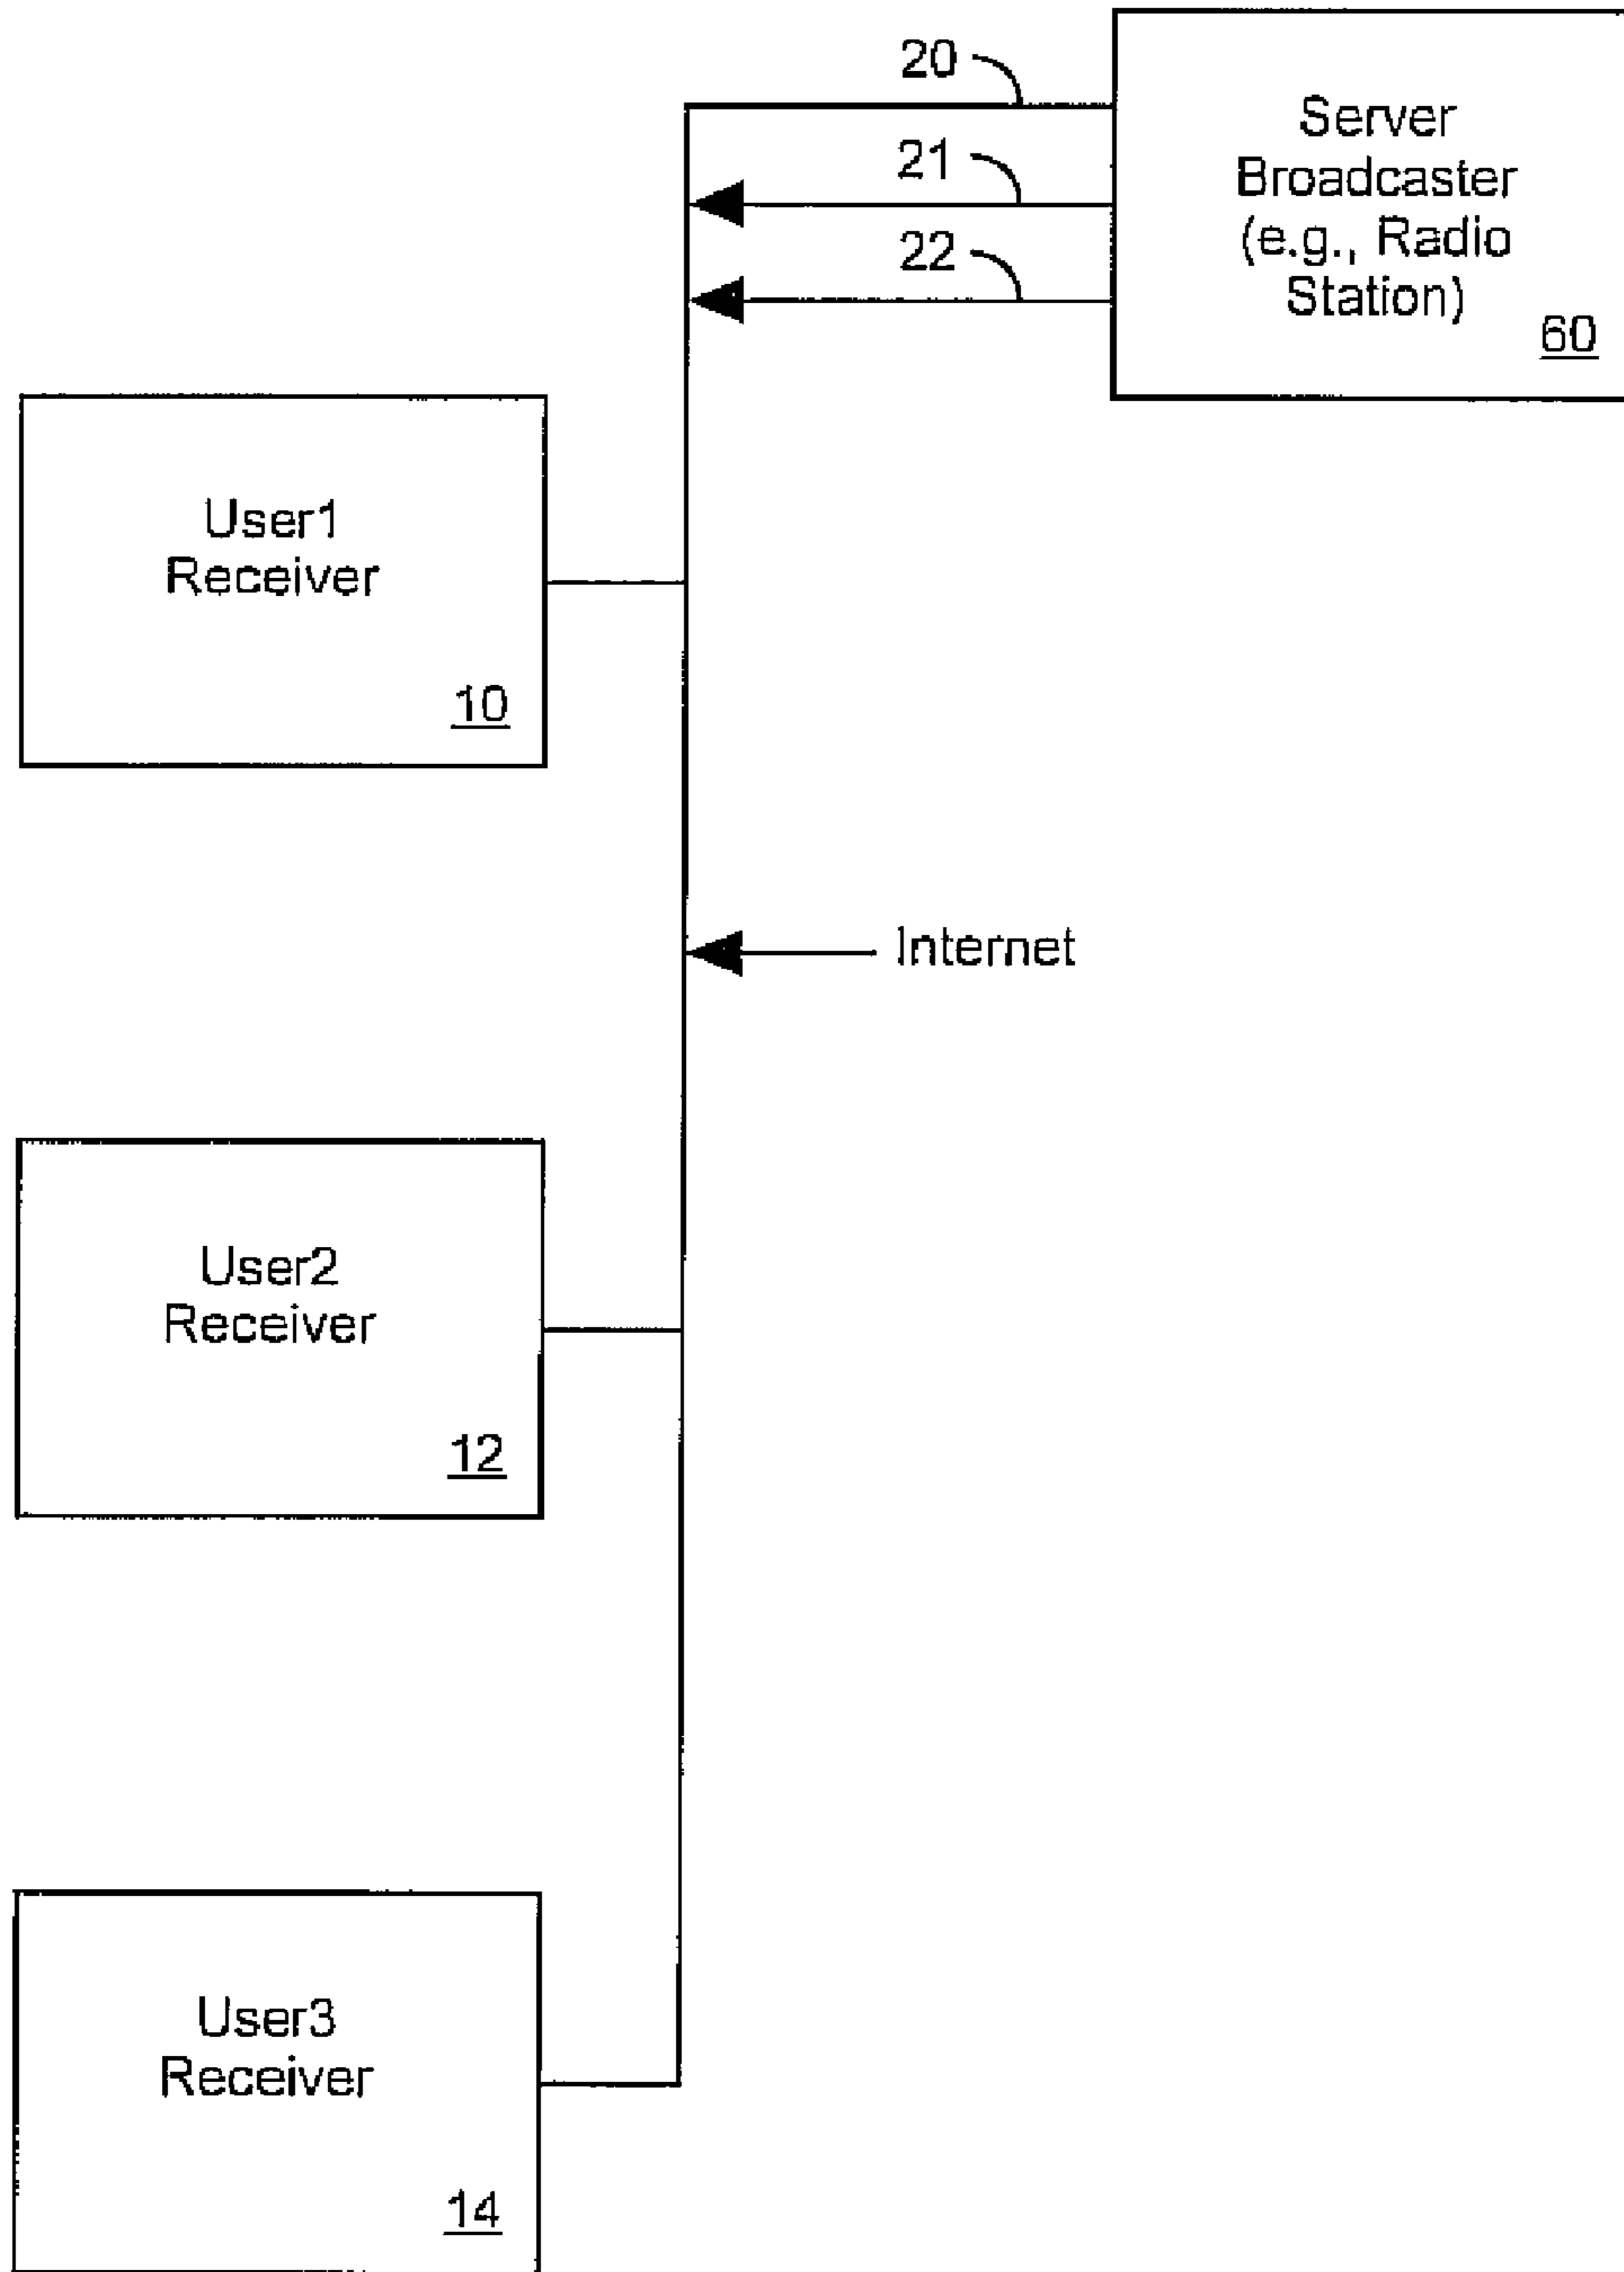 20
21
22
Server
Broadcaster
(e.g., Radio
Station)
60
User1
Receiver
10
Internet
User2
Receiver
12
User3
Receiver
14